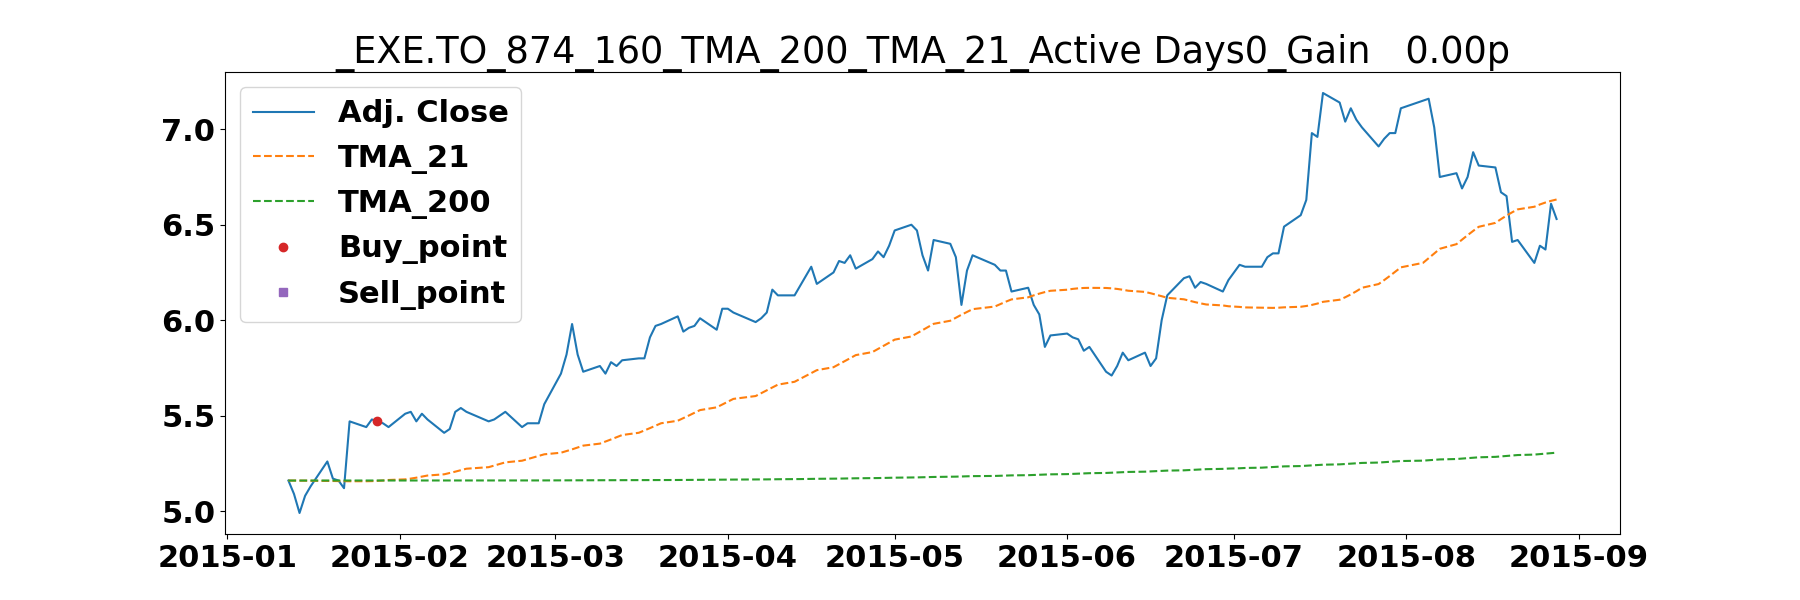 _EXE.TO_874_160_TMA_200_TMA_21_Active Days0_Gain   0.00p
Adj. Close
TMA_21
TMA_200
Buy_point
Sell_point
7.0
6.5
6.0
5.5
5.0
2015-01 2015-02 2015-03 2015-04 2015-05 2015-06 2015-07 2015-08 2015-09